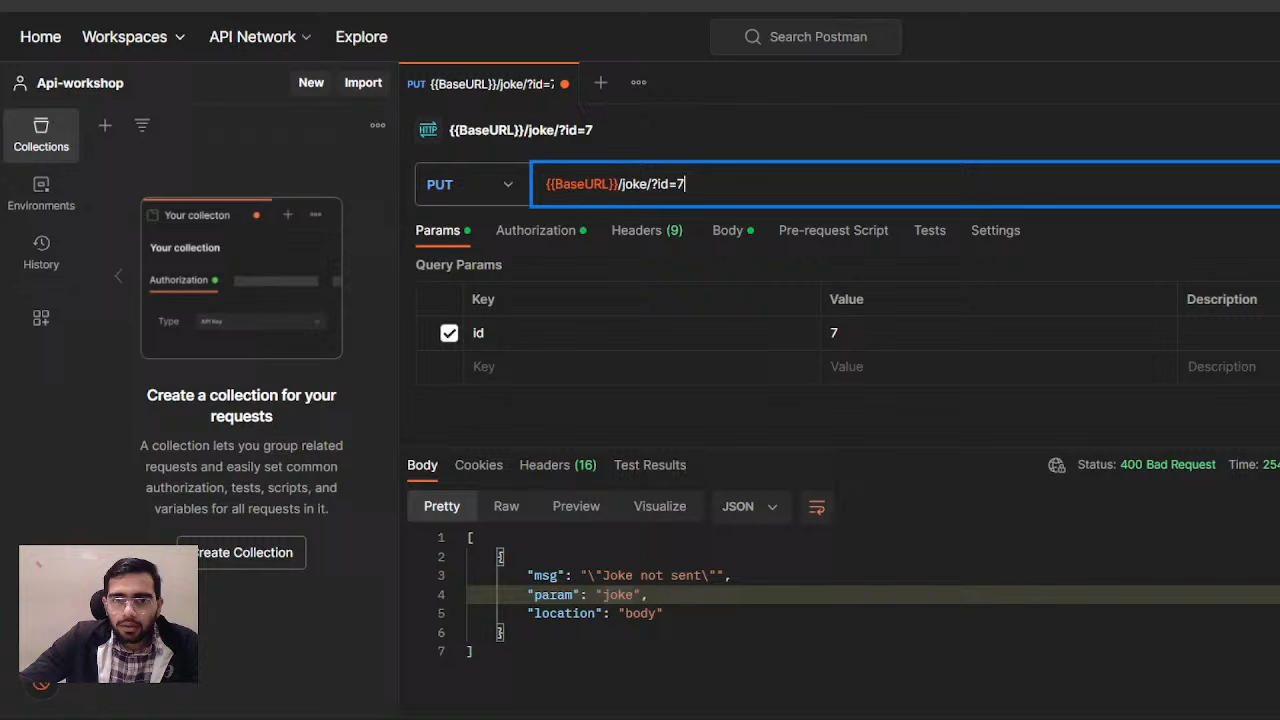 Home Workspaces API Network Explore Search Postman
Api-workshop New Import
PUT {{BaseURL}}/joke/?id=7
Collections
Environments
History
Your collecton
Your collection
Authorization
Type API Key
Create a collection for your
requests
A collection lets you group related
requests and easily set common
authorization, tests, scripts, and
variables for all requests in it.
Create Collection
HTTP {{BaseURL}}/joke/?id=7
PUT {{BaseURL}}/joke/?id=7
Params Authorization Headers (9) Body Pre-request Script Tests Settings
Query Params
Key Value Description
id 7
Key Value Description
Body Cookies Headers (16) Test Results Status: 400 Bad Request Time: 254
Pretty Raw Preview Visualize JSON
1 [
2 {
3 "msg": "\"Joke not sent\"",
4 "param": "joke",
5 "location": "body"
6 }
7 ]